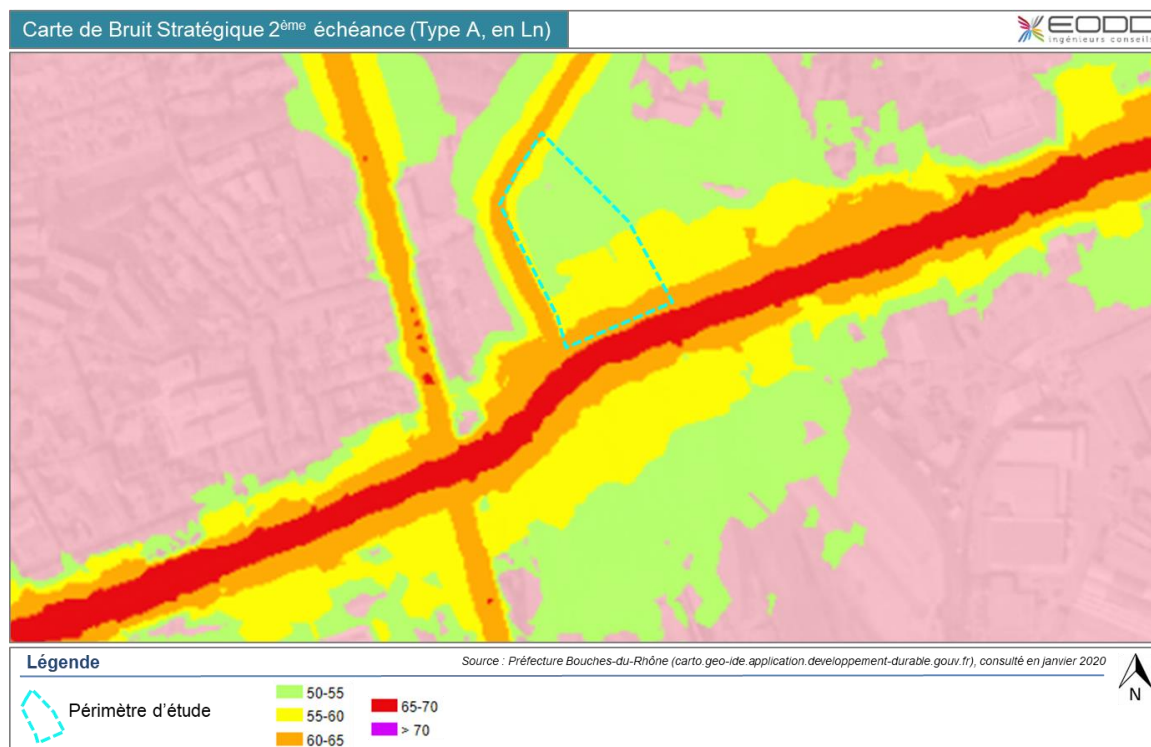 Carte de Bruit Stratégique 2ème échéance (Type A, en Ln)
EODD
ingénieurs conseils
Légende
Source : Préfecture Bouches-du-Rhône (carto.geo-ide.application.developpement-durable.gouv.fr), consulté en janvier 2020
Périmètre d’étude
50-55
55-60
60-65
65-70
> 70
N